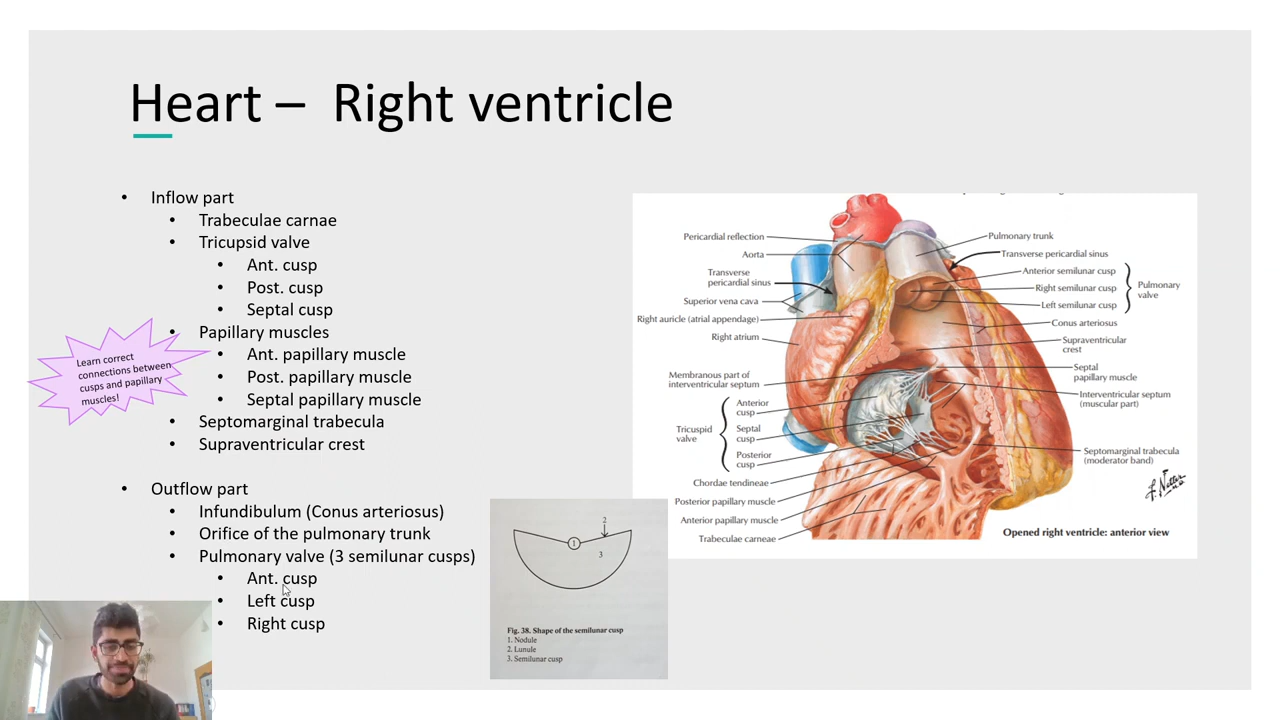 Heart – Right ventricle
• Inflow part
• Trabeculae carnae
• Tricupsid valve
• Ant. cusp
• Post. cusp
• Septal cusp
• Papillary muscles
• Ant. papillary muscle
• Post. papillary muscle
• Septal papillary muscle
• Septomarginal trabecula
• Supraventricular crest
Learn correct
connections between
cusps and papillary
muscles!
• Outflow part
• Infundibulum (Conus arteriosus)
• Orifice of the pulmonary trunk
• Pulmonary valve (3 semilunar cusps)
• Ant. cusp
• Left cusp
• Right cusp
1
2
3
Fig. 38. Shape of the semilunar cusp
1. Nodule
2. Lunule
3. Semilunar cusp
Pericardial reflection
Aorta
Transverse
pericardial sinus
Superior vena cava
Right auricle (atrial appendage)
Right atrium
Membranous part of
interventricular septum
Tricuspid
valve
Anterior
cusp
Septal
cusp
Posterior
cusp
Chordae tendineae
Posterior papillary muscle
Anterior papillary muscle
Trabeculae carneae
Pulmonary trunk
Transverse pericardial sinus
Anterior semilunar cusp
Right semilunar cusp
Left semilunar cusp
Pulmonary
valve
Conus arteriosus
Supraventricular
crest
Septal
papillary muscle
Interventricular septum
(muscular part)
Septomarginal trabecula
(moderator band)
F. Netter
Opened right ventricle: anterior view